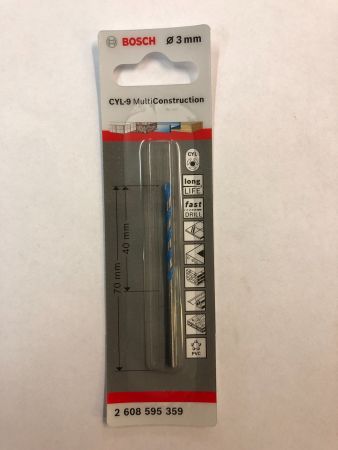 BOSCH ø 3 mm
CYL-9 MultiConstruction
CYL
long
LIFE
fast
DRILL
40 mm
70 mm
PVC
2 608 595 359